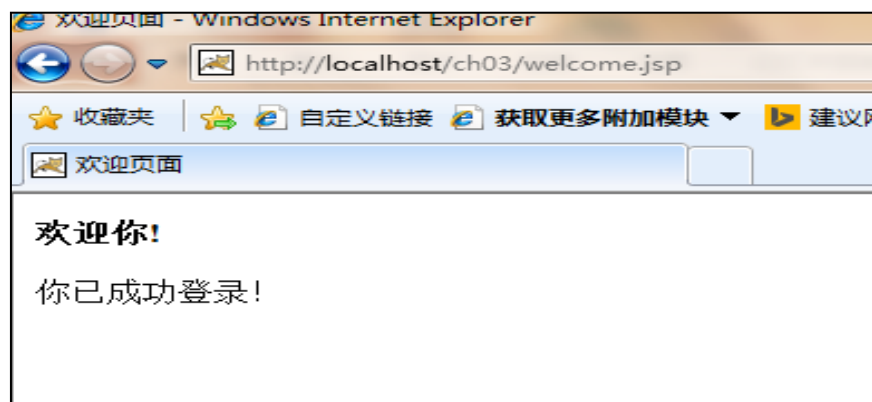 欢迎页面 - Windows Internet Explorer
http://localhost/ch03/welcome.jsp
收藏夹 自定义链接 获取更多附加模块 建议
欢迎页面
欢迎你!
你已成功登录!